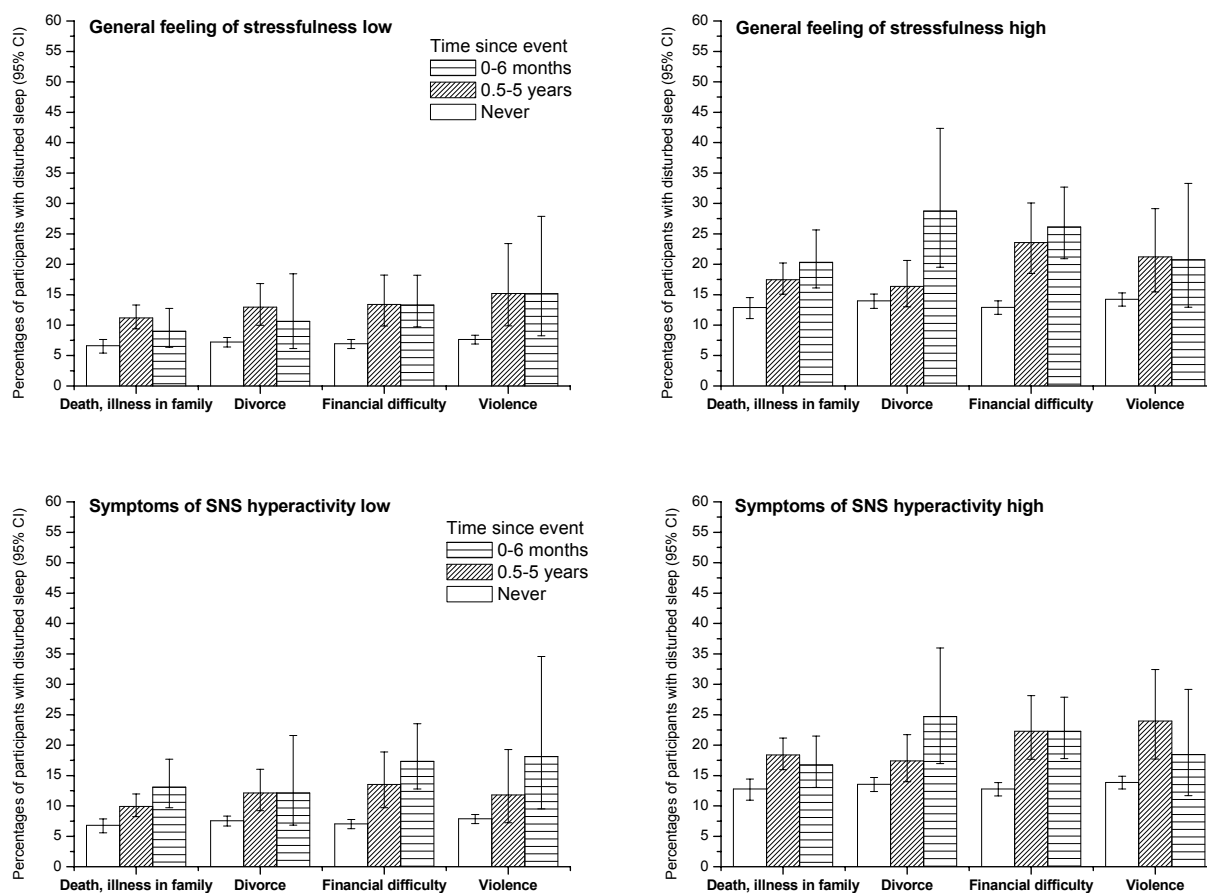 General feeling of stressfulness low
Time since event
0-6 months
0.5-5 years
Never
Percentages of participants with disturbed sleep (95% CI)
60
55
50
45
40
35
30
25
20
15
10
5
0
Death, illness in family Divorce Financial difficulty Violence
General feeling of stressfulness high
Percentages of participants with disturbed sleep (95% CI)
60
55
50
45
40
35
30
25
20
15
10
5
0
Death, illness in family Divorce Financial difficulty Violence
Symptoms of SNS hyperactivity low
Time since event
0-6 months
0.5-5 years
Never
Percentages of participants with disturbed sleep (95% CI)
60
55
50
45
40
35
30
25
20
15
10
5
0
Death, illness in family Divorce Financial difficulty Violence
Symptoms of SNS hyperactivity high
Percentages of participants with disturbed sleep (95% CI)
60
55
50
45
40
35
30
25
20
15
10
5
0
Death, illness in family Divorce Financial difficulty Violence